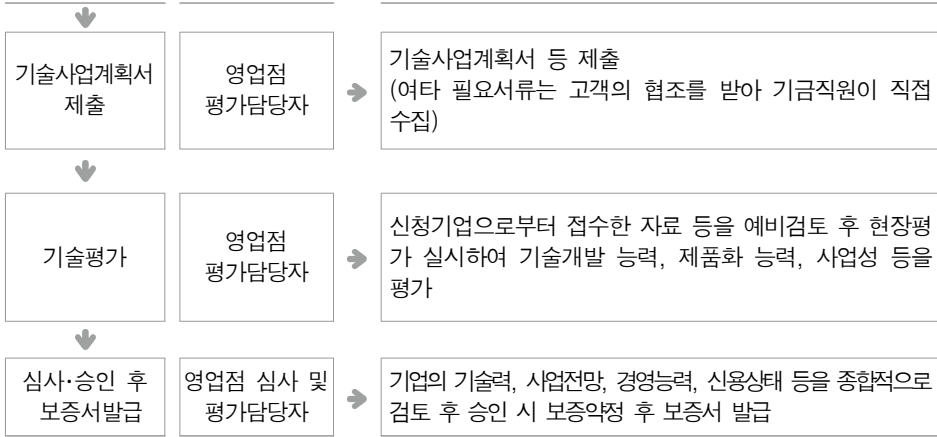 기술사업계획서
제출
영업점
평가담당자
기술사업계획서 등 제출
(여타 필요서류는 고객의 협조를 받아 기금직원이 직접
수집)
기술평가
영업점
평가담당자
신청기업으로부터 접수한 자료 등을 예비검토 후 현장평
가 실시하여 기술개발 능력, 제품화 능력, 사업성 등을
평가
심사·승인 후
보증서발급
영업점 심사 및
평가담당자
기업의 기술력, 사업전망, 경영능력, 신용상태 등을 종합적으로
검토 후 승인 시 보증약정 후 보증서 발급